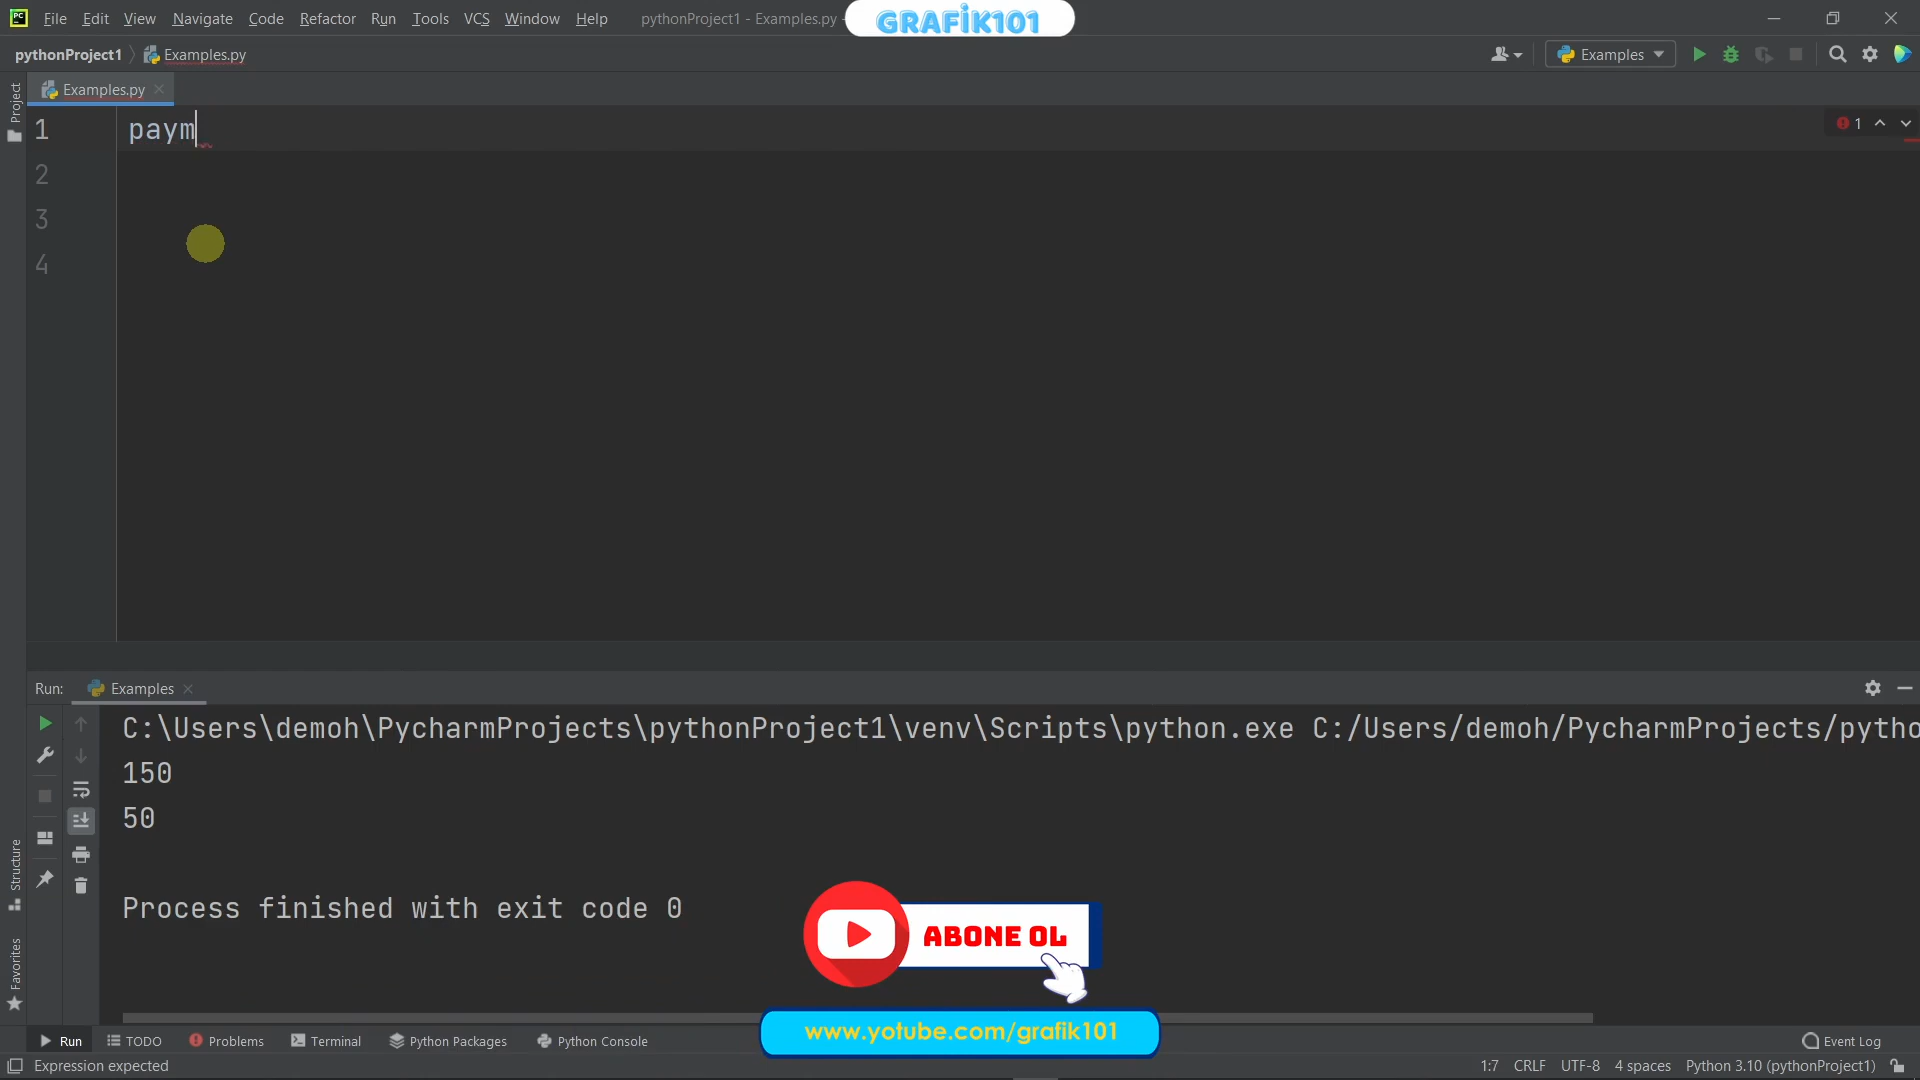 File Edit View Navigate Code Refactor Run Tools VCS Window Help pythonProject1 - Examples.py -
GRAFİK101
pythonProject1 Examples.py
Examples
Project
Examples.py
1 paym
1
2
3
4
Run: Examples
C:\Users\demoh\PycharmProjects\pythonProject1\venv\Scripts\python.exe C:/Users/demoh/PycharmProjects/pytho
150
50
Process finished with exit code 0
Structure
Favorites
ABONE OL
www.yotube.com/grafik101
Run TODO Problems Terminal Python Packages Python Console Event Log
Expression expected 1:7 CRLF UTF-8 4 spaces Python 3.10 (pythonProject1)